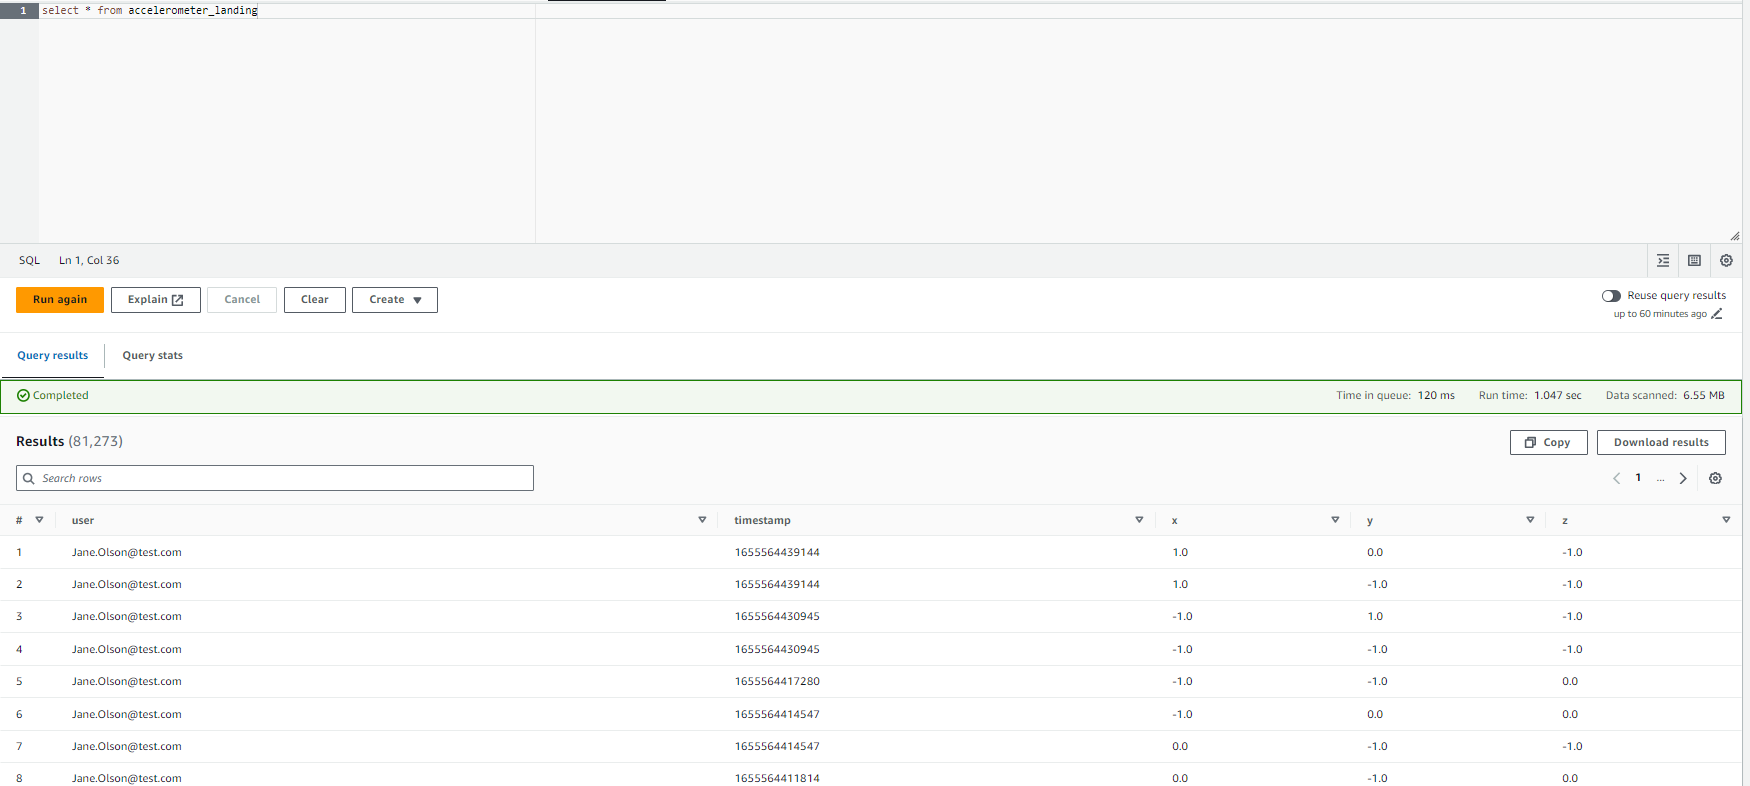 1 select * from accelerometer_landing
SQL Ln 1, Col 36
Run again Explain Cancel Clear Create
Reuse query results
up to 60 minutes ago
Query results Query stats
Completed Time in queue: 120 ms Run time: 1.047 sec Data scanned: 6.55 MB
Results (81,273) Copy Download results
Search rows 1 ...
# user timestamp x y z
1 Jane.Olson@test.com 1655564439144 1.0 0.0 -1.0
2 Jane.Olson@test.com 1655564439144 1.0 -1.0 -1.0
3 Jane.Olson@test.com 1655564430945 -1.0 1.0 -1.0
4 Jane.Olson@test.com 1655564430945 -1.0 -1.0 -1.0
5 Jane.Olson@test.com 1655564417280 -1.0 -1.0 0.0
6 Jane.Olson@test.com 1655564414547 -1.0 0.0 0.0
7 Jane.Olson@test.com 1655564414547 0.0 -1.0 -1.0
8 Jane.Olson@test.com 1655564411814 0.0 -1.0 0.0